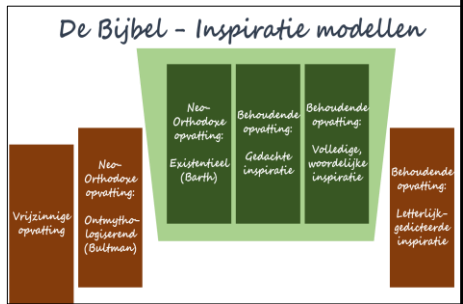 De Bijbel - Inspiratie modellen
Vrijzinnige
opvatting
Neo-
Orthodoxe
opvatting:
Ontmytho-
logiserend
(Bultman)
Neo-
Orthodoxe
opvatting:
Existentieel
(Barth)
Behoudende
opvatting:
Gedachte
inspiratie
Behoudende
opvatting:
Volledige,
woordelijke
inspiratie
Behoudende
opvatting:
Letterlijk-
gedicteerde
inspiratie